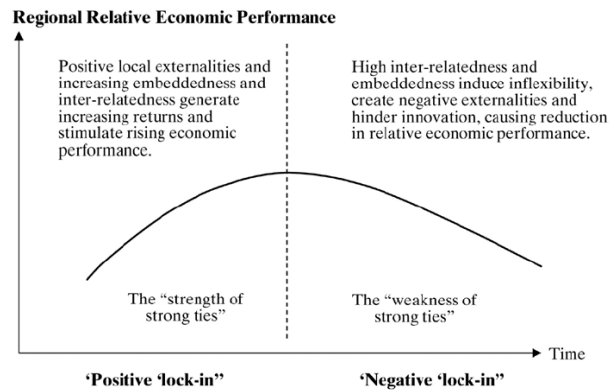 Regional Relative Economic Performance
Positive local externalities and
increasing embeddedness and
inter-relatedness generate
increasing returns and
stimulate rising economic
performance.
High inter-relatedness and
embeddedness induce inflexibility,
create negative externalities and
hinder innovation, causing reduction
in relative economic performance.
The “strength of
strong ties”
The “weakness of
strong ties”
Time
‘Positive ‘lock-in”
‘Negative ‘lock-in”